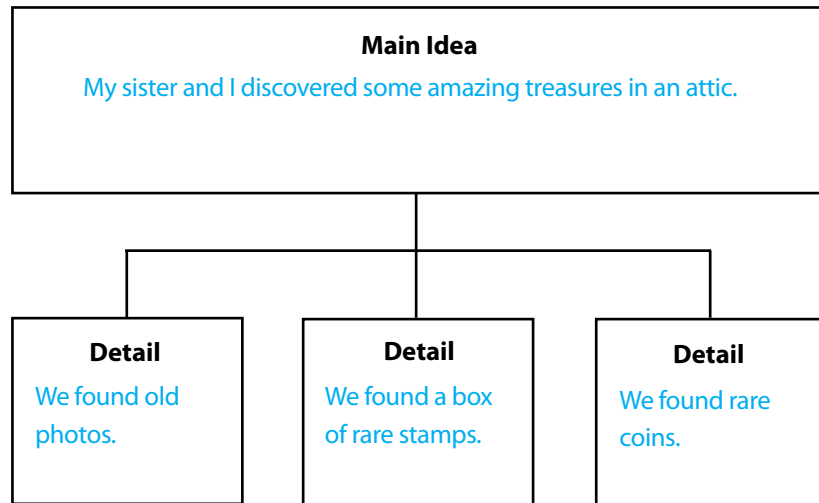 Main Idea
My sister and I discovered some amazing treasures in an attic.
Detail
We found old
photos.
Detail
We found a box
of rare stamps.
Detail
We found rare
coins.